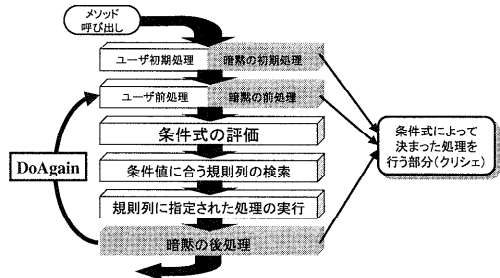 メソッド
呼び出し
ユーザ初期処理
暗黙の初期処理
ユーザ前処理
暗黙の前処理
条件式の評価
条件値に合う規則列の検索
規則列に指定された処理の実行
暗黙の後処理
DoAgain
条件式によって
決まった処理を
行う部分(クリシェ)